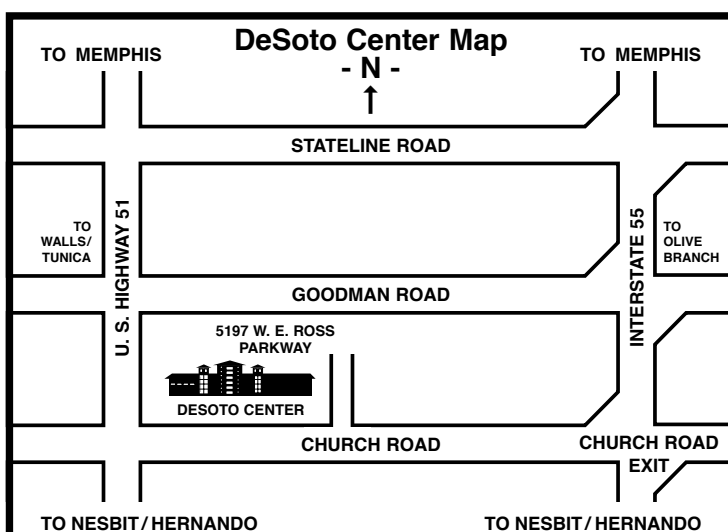 DeSoto Center Map
- N -
TO MEMPHIS
TO MEMPHIS
STATELINE ROAD
U. S. HIGHWAY 51
INTERSTATE 55
TO
WALLS/
TUNICA
TO
OLIVE
BRANCH
GOODMAN ROAD
5197 W. E. ROSS
PARKWAY
DESOTO CENTER
CHURCH ROAD
CHURCH ROAD
EXIT
TO NESBIT/HERNANDO
TO NESBIT/HERNANDO